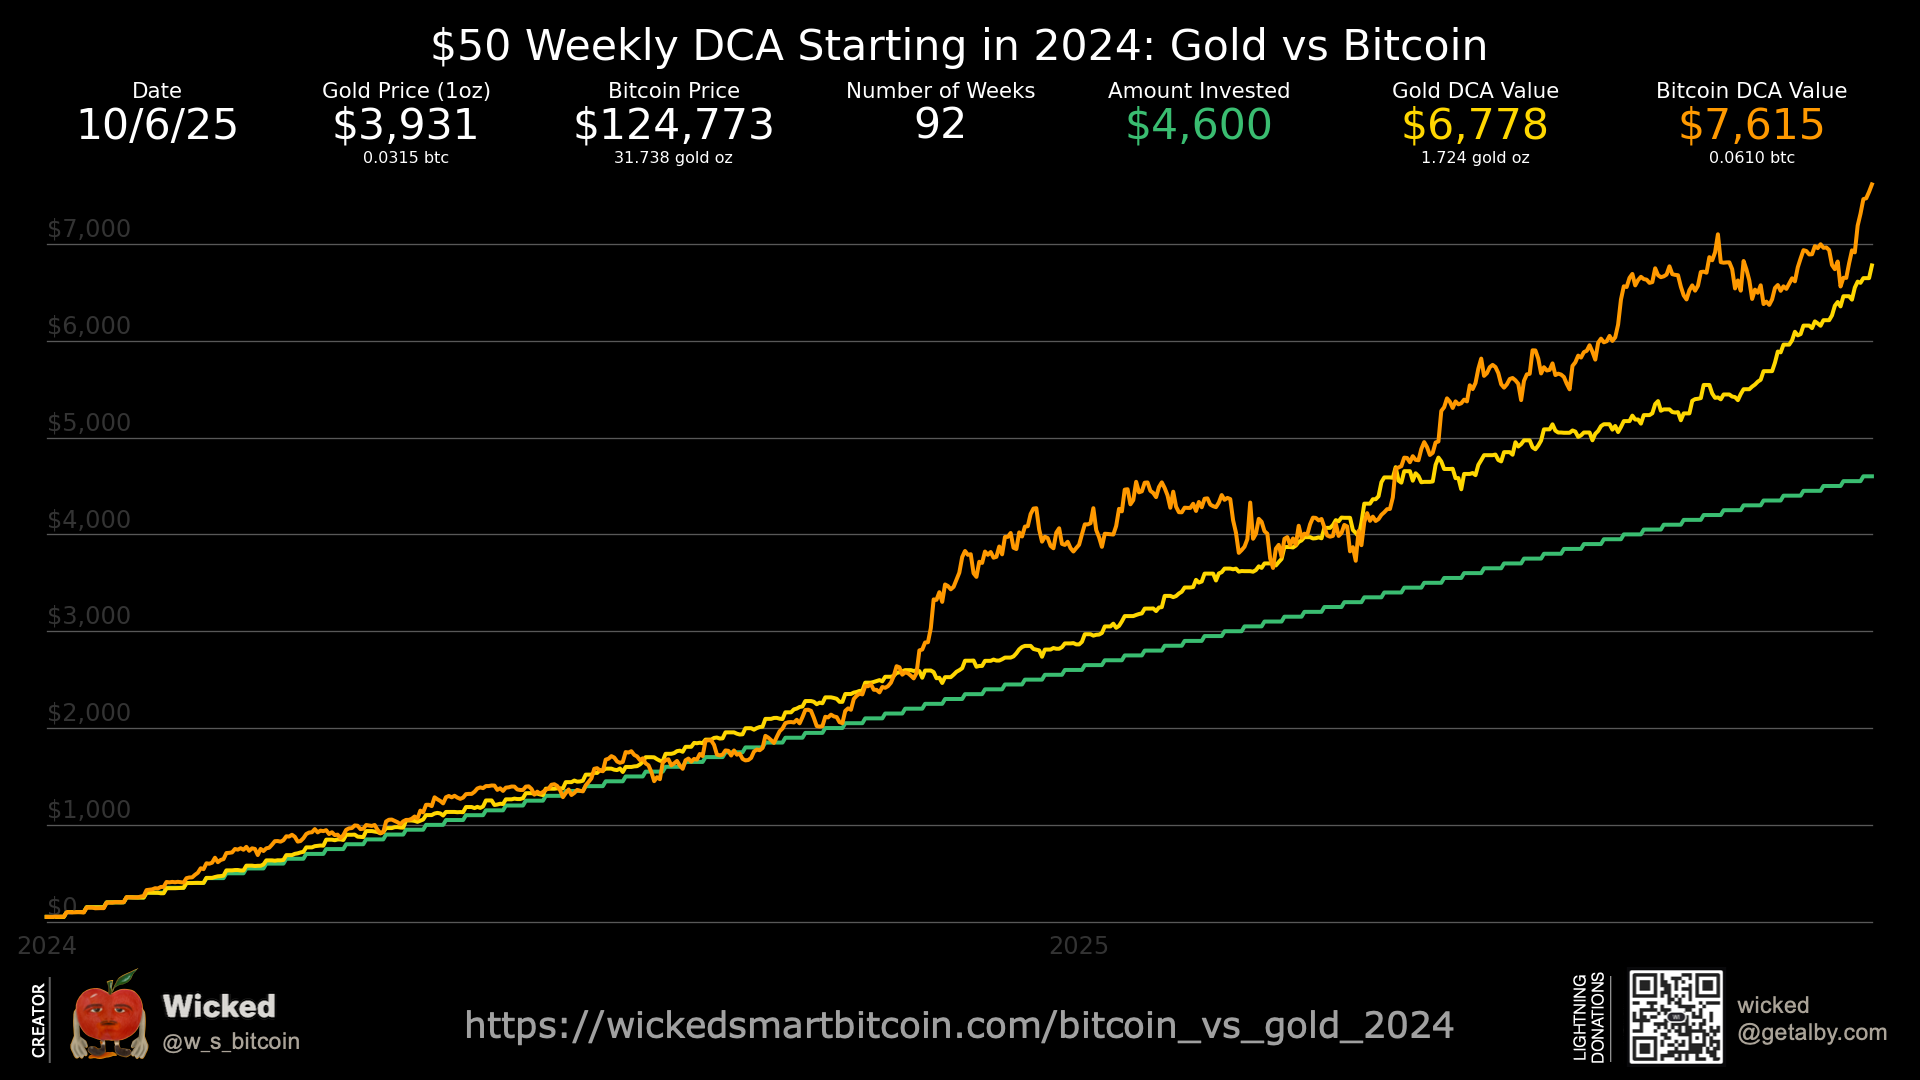 $50 Weekly DCA Starting in 2024: Gold vs Bitcoin
Date
10/6/25
Gold Price (1oz)
$3,931
0.0315 btc
Bitcoin Price
$124,773
31.738 gold oz
Number of Weeks
92
Amount Invested
$4,600
Gold DCA Value
$6,778
1.724 gold oz
Bitcoin DCA Value
$7,615
0.0610 btc
$7,000
$6,000
$5,000
$4,000
$3,000
$2,000
$1,000
$0
2024
2025
CREATOR
Wicked
@w_s_bitcoin
https://wickedsmartbitcoin.com/bitcoin_vs_gold_2024
LIGHTNING
DONATIONS
wicked
@getalby.com